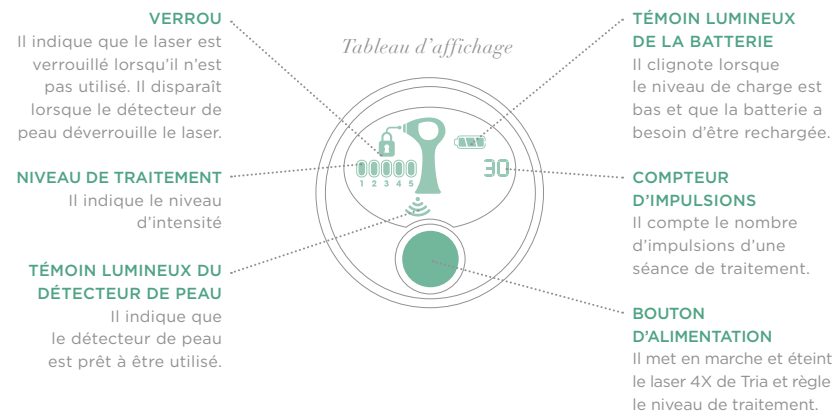 VERROU
Il indique que le laser est
verrouillé lorsqu'il n'est
pas utilisé. Il disparaît
lorsque le détecteur de
peau déverrouille le laser.
NIVEAU DE TRAITEMENT
Il indique le niveau
d'intensité
TÉMOIN LUMINEUX DU
DÉTECTEUR DE PEAU
Il indique que
le détecteur de peau
est prêt à être utilisé.
Tableau d'affichage
30
1 2 3 4 5
TÉMOIN LUMINEUX
DE LA BATTERIE
Il clignote lorsque
le niveau de charge est
bas et que la batterie a
besoin d'être rechargée.
COMPTEUR
D'IMPULSIONS
Il compte le nombre
d'impulsions d'une
séance de traitement.
BOUTON
D'ALIMENTATION
Il met en marche et éteint
le laser 4X de Tria et règle
le niveau de traitement.